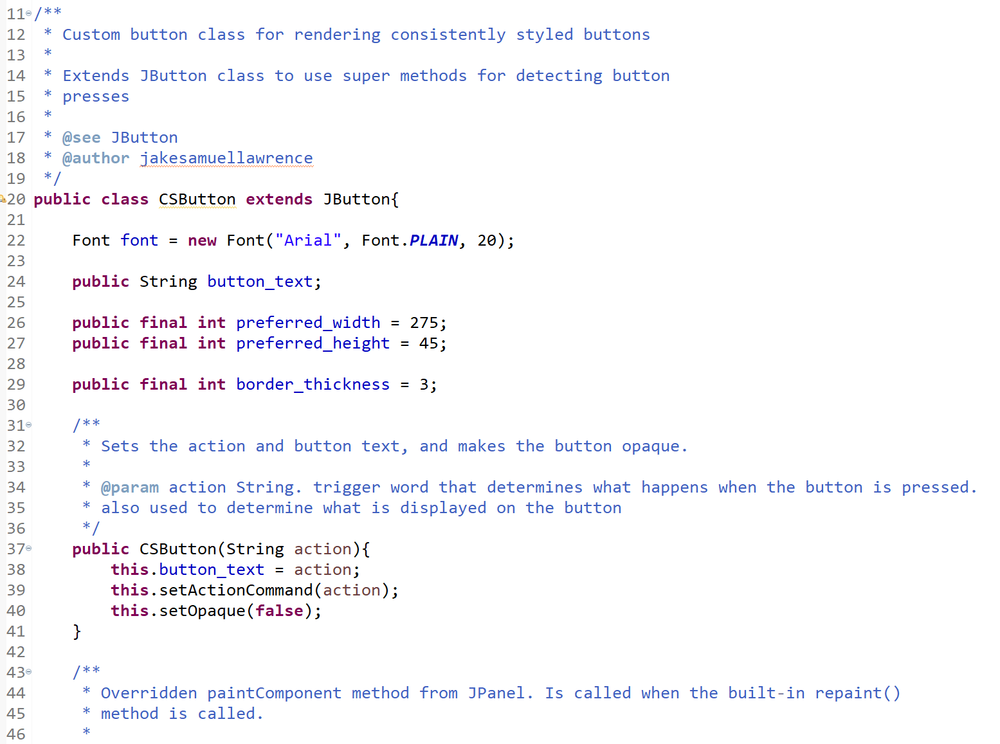 11 /**
12  * Custom button class for rendering consistently styled buttons
13  *
14  * Extends JButton class to use super methods for detecting button
15  * presses
16  *
17  * @see JButton
18  * @author jakesamuellawrence
19  */
20 public class CSButton extends JButton{
21
22     Font font = new Font("Arial", Font.PLAIN, 20);
23
24     public String button_text;
25
26     public final int preferred_width = 275;
27     public final int preferred_height = 45;
28
29     public final int border_thickness = 3;
30
31     /**
32      * Sets the action and button text, and makes the button opaque.
33      *
34      * @param action String. trigger word that determines what happens when the button is pressed.
35      * also used to determine what is displayed on the button
36      */
37     public CSButton(String action){
38         this.button_text = action;
39         this.setActionCommand(action);
40         this.setOpaque(false);
41     }
42
43     /**
44      * Overridden paintComponent method from JPanel. Is called when the built-in repaint()
45      * method is called.
46      *